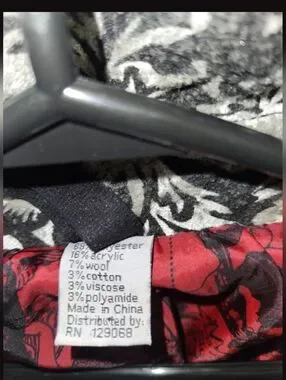 68% polyester
16% acrylic
7% wool
3% cotton
3% viscose
3% polyamide
Made in China
Distributed by:
RN 129068